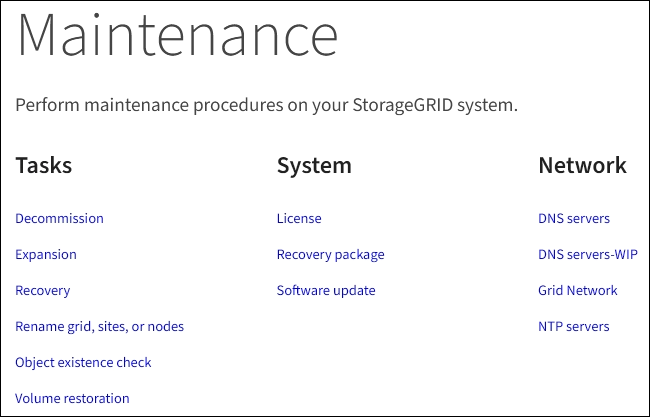 Maintenance
Perform maintenance procedures on your StorageGRID system.
Tasks
Decommission
Expansion
Recovery
Rename grid, sites, or nodes
Object existence check
Volume restoration
System
License
Recovery package
Software update
Network
DNS servers
DNS servers-WIP
Grid Network
NTP servers